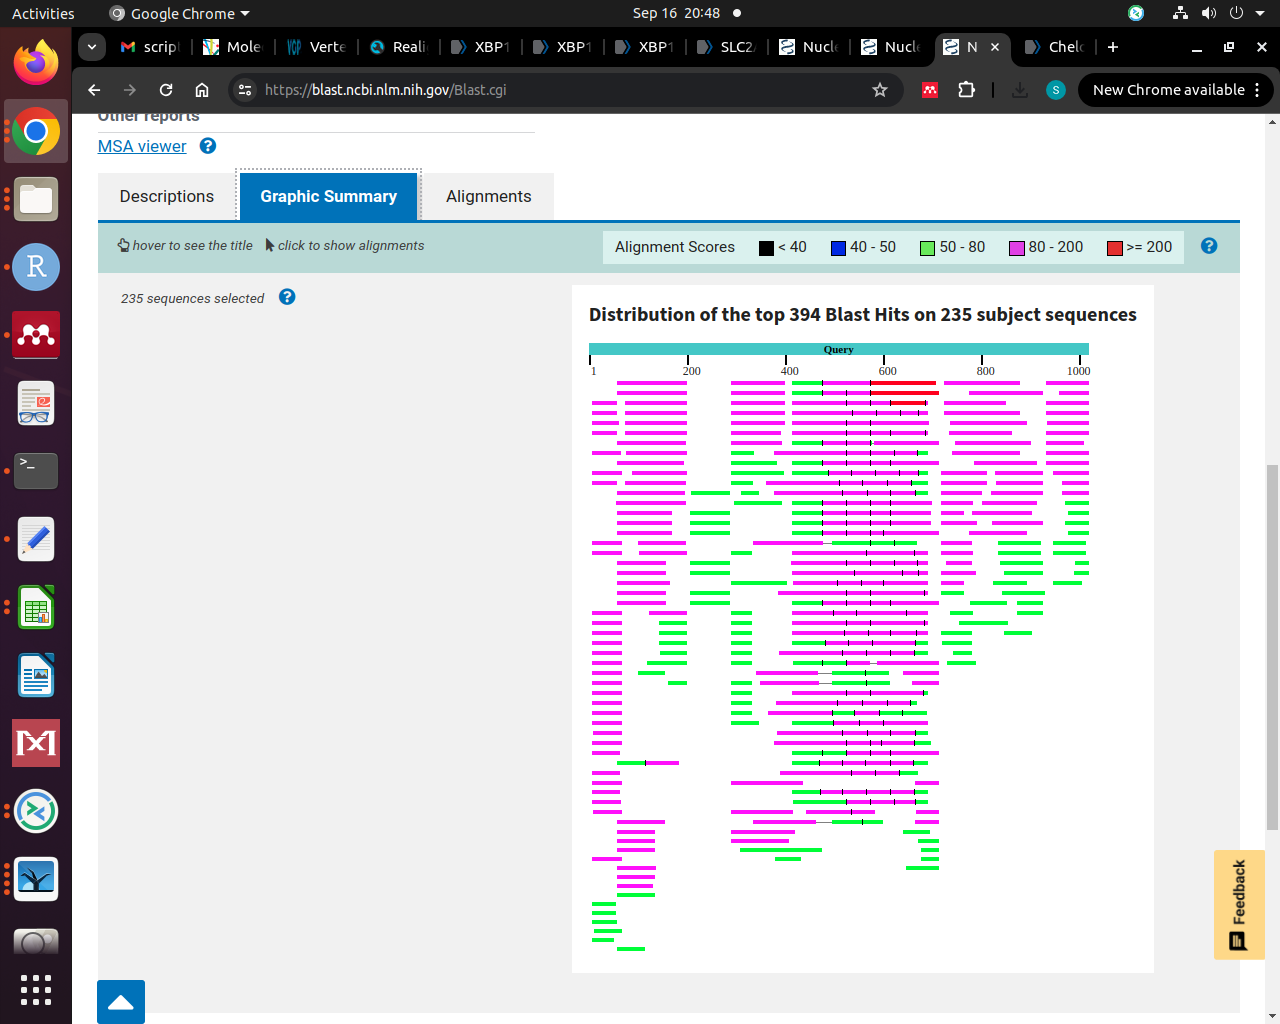 Activities
Google Chrome
Sep 16 20:48
scrip
Mole
Verte
Reali
XBP1
XBP1
XBP1
SLC2
Nucle
Nucle
N
Chelo
https://blast.ncbi.nlm.nih.gov/Blast.cgi
S
New Chrome available
Other reports
MSA viewer
Descriptions
Graphic Summary
Alignments
hover to see the title
click to show alignments
Alignment Scores
< 40
40 - 50
50 - 80
80 - 200
>= 200
235 sequences selected
Distribution of the top 394 Blast Hits on 235 subject sequences
Query
1 200 400 600 800 1000
Feedback